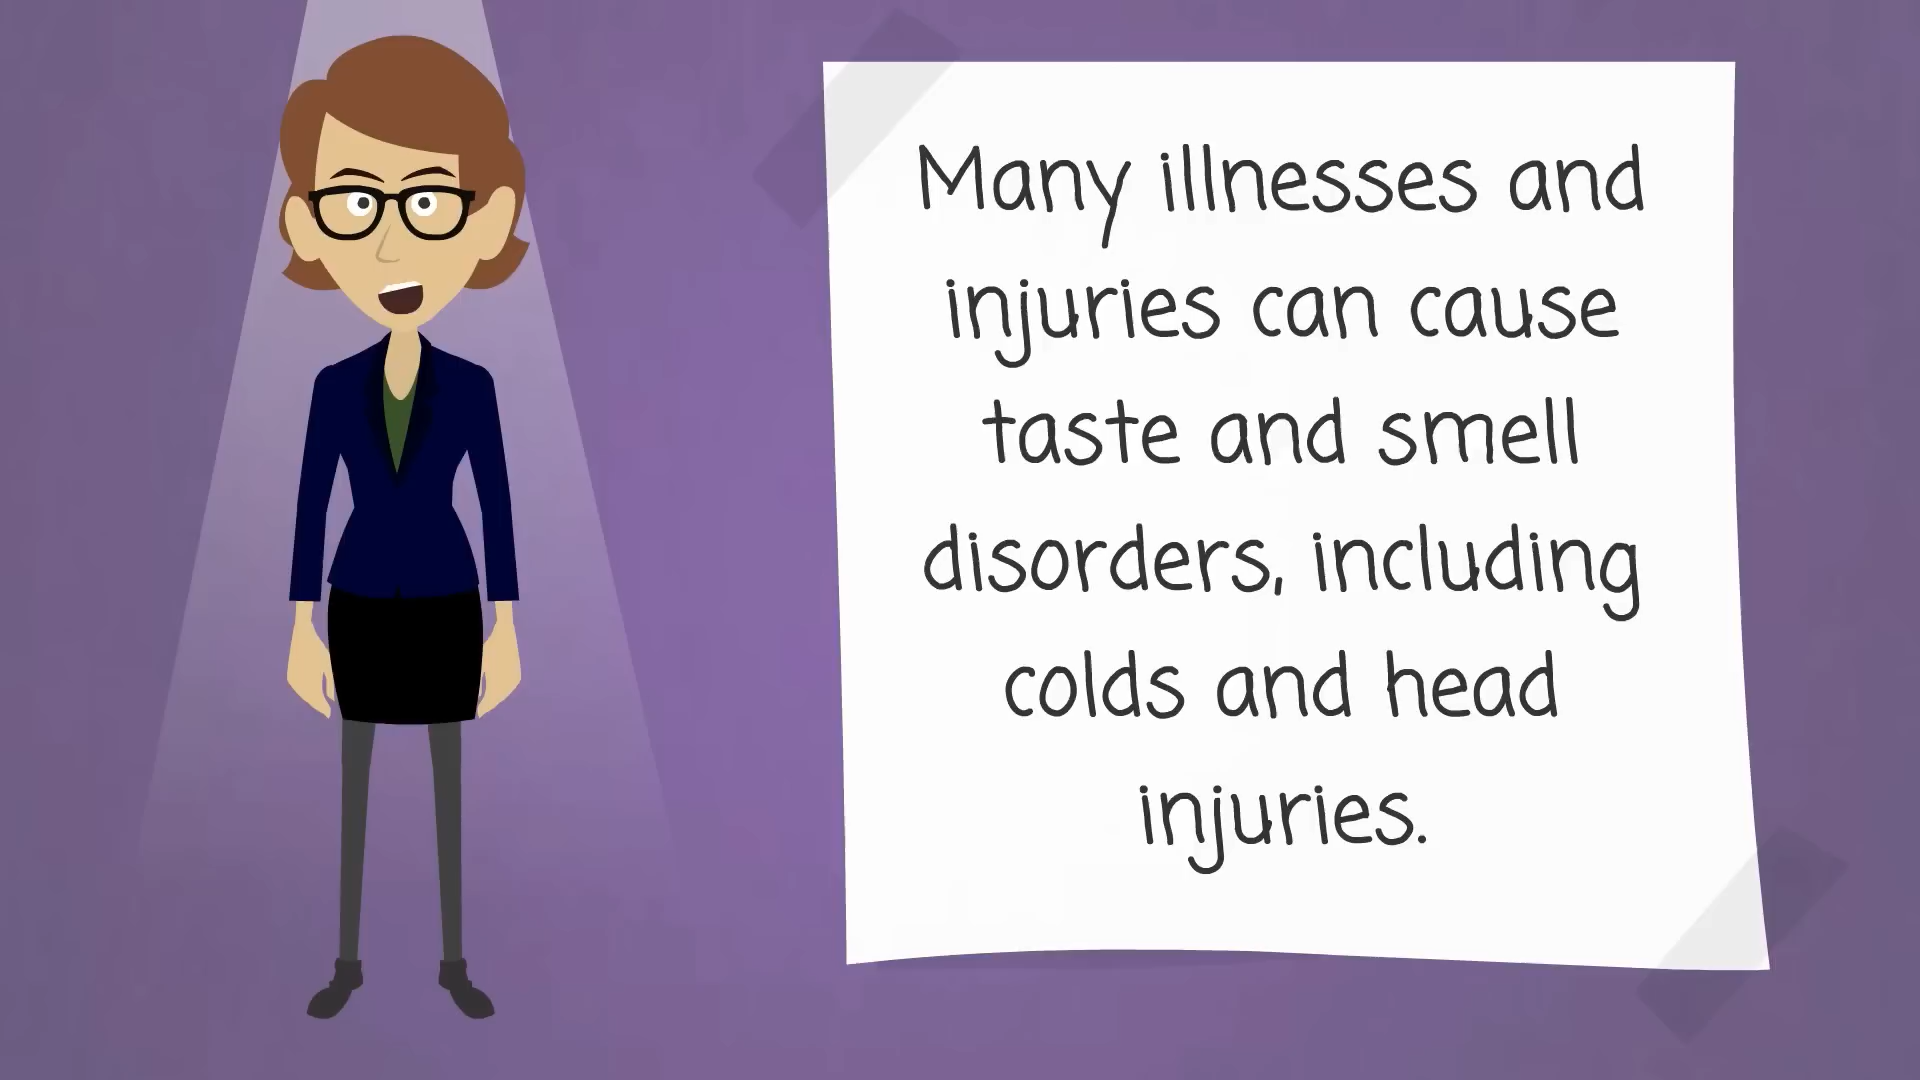 Many illnesses and
injuries can cause
taste and smell
disorders, including
colds and head
injuries.